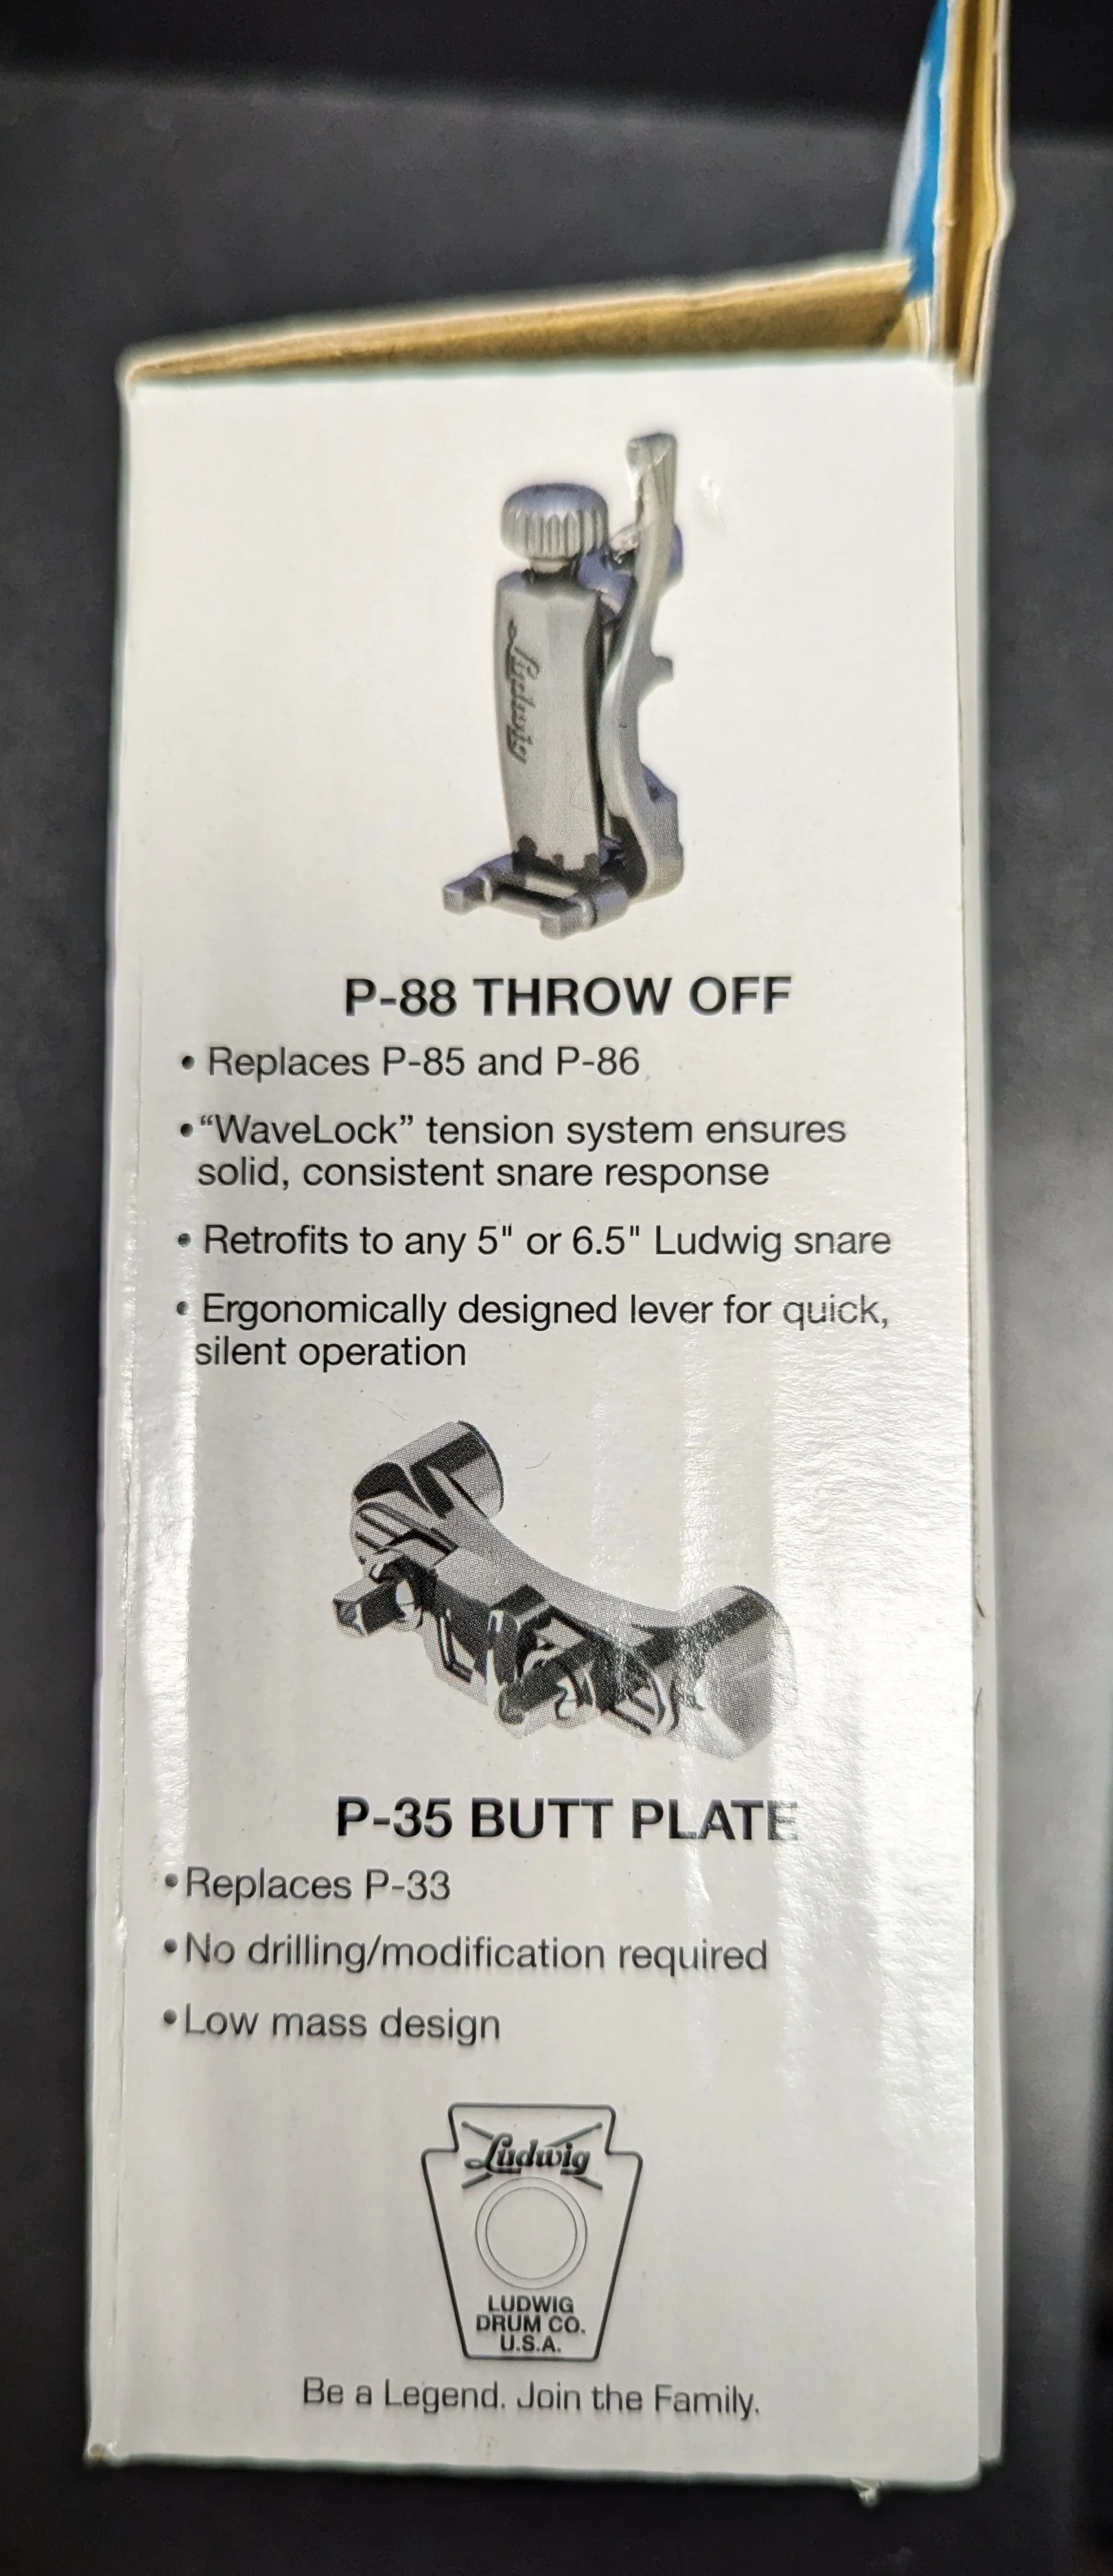 Ludwig
P-88 THROW OFF
• Replaces P-85 and P-86
• “WaveLock” tension system ensures
solid, consistent snare response
• Retrofits to any 5" or 6.5" Ludwig snare
• Ergonomically designed lever for quick,
silent operation
P-35 BUTT PLATE
• Replaces P-33
• No drilling/modification required
• Low mass design
Ludwig
LUDWIG
DRUM CO.
U.S.A.
Be a Legend. Join the Family.